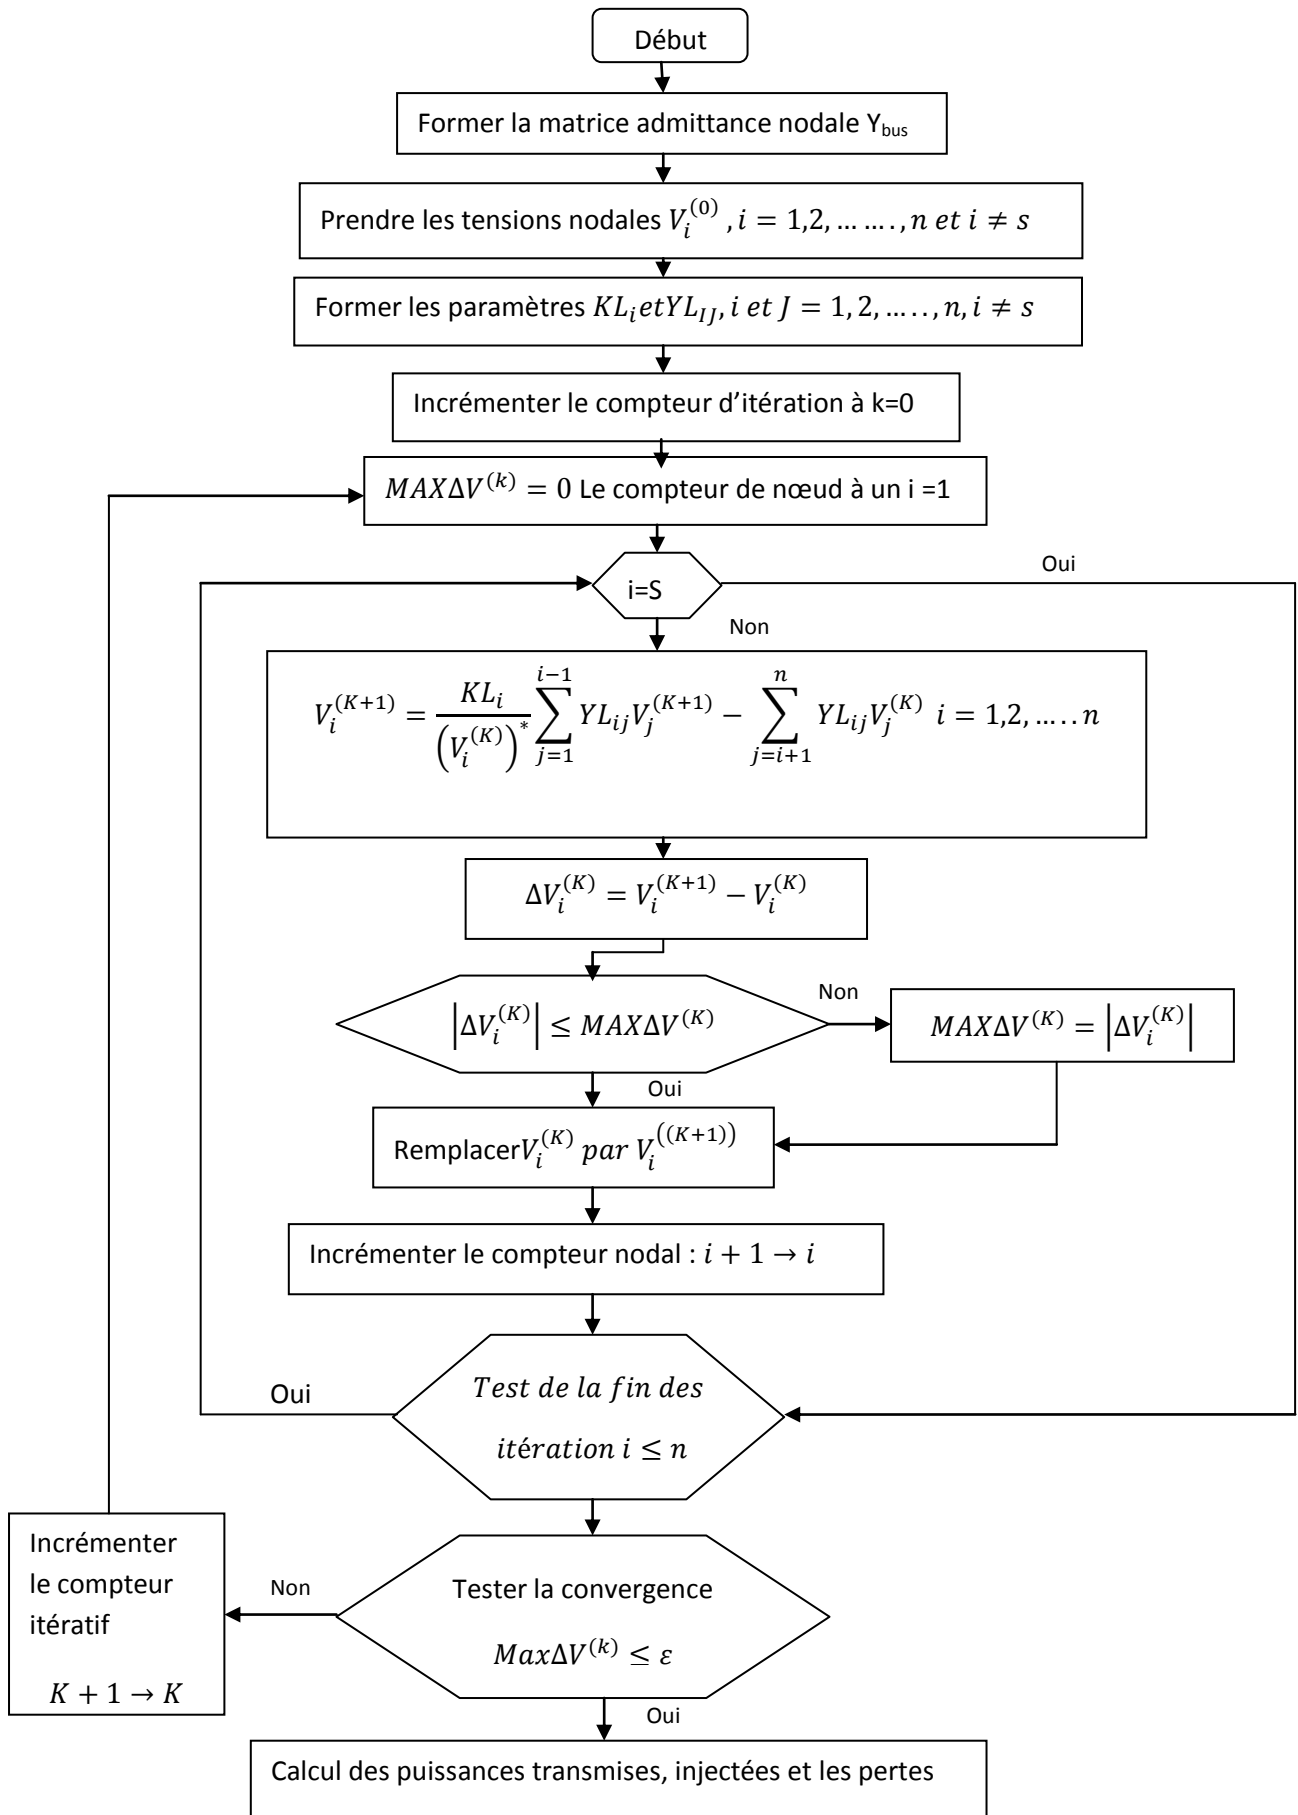 Début
Former la matrice admittance nodale Y_bus
Prendre les tensions nodales V_i^(0) , i = 1,2, … … . , n et i ≠ s
Former les paramètres KL_i et YL_IJ, i et J = 1, 2, … . . , n, i ≠ s
Incrémenter le compteur d’itération à k=0
MAXΔV^(k) = 0 Le compteur de nœud à un i =1
i=S
Oui
Non
V_i^(K+1) = KL_i / (V_i^(K))^* ∑_{j=1}^{i−1} YL_ij V_j^(K+1) − ∑_{j=i+1}^{n} YL_ij V_j^(K) i = 1,2, … . . n
ΔV_i^(K) = V_i^(K+1) − V_i^(K)
|ΔV_i^(K)| ≤ MAXΔV^(K)
Non
MAXΔV^(K) = |ΔV_i^(K)|
Oui
Remplacer V_i^(K) par V_i^((K+1))
Incrémenter le compteur nodal : i + 1 → i
Test de la fin des
itération i ≤ n
Oui
Tester la convergence
MaxΔV^(k) ≤ ε
Non
Incrémenter
le compteur
itératif
K + 1 → K
Oui
Calcul des puissances transmises, injectées et les pertes